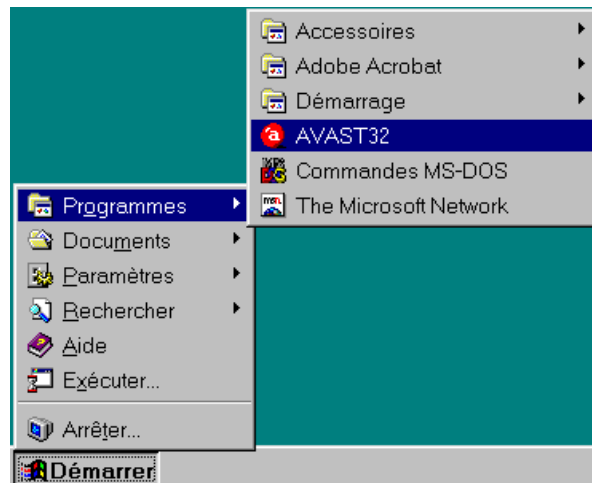 Accessoires
Adobe Acrobat
Démarrage
AVAST32
Commandes MS-DOS
The Microsoft Network
Programmes
Documents
Paramètres
Rechercher
Aide
Exécuter...
Arrêter...
Démarrer